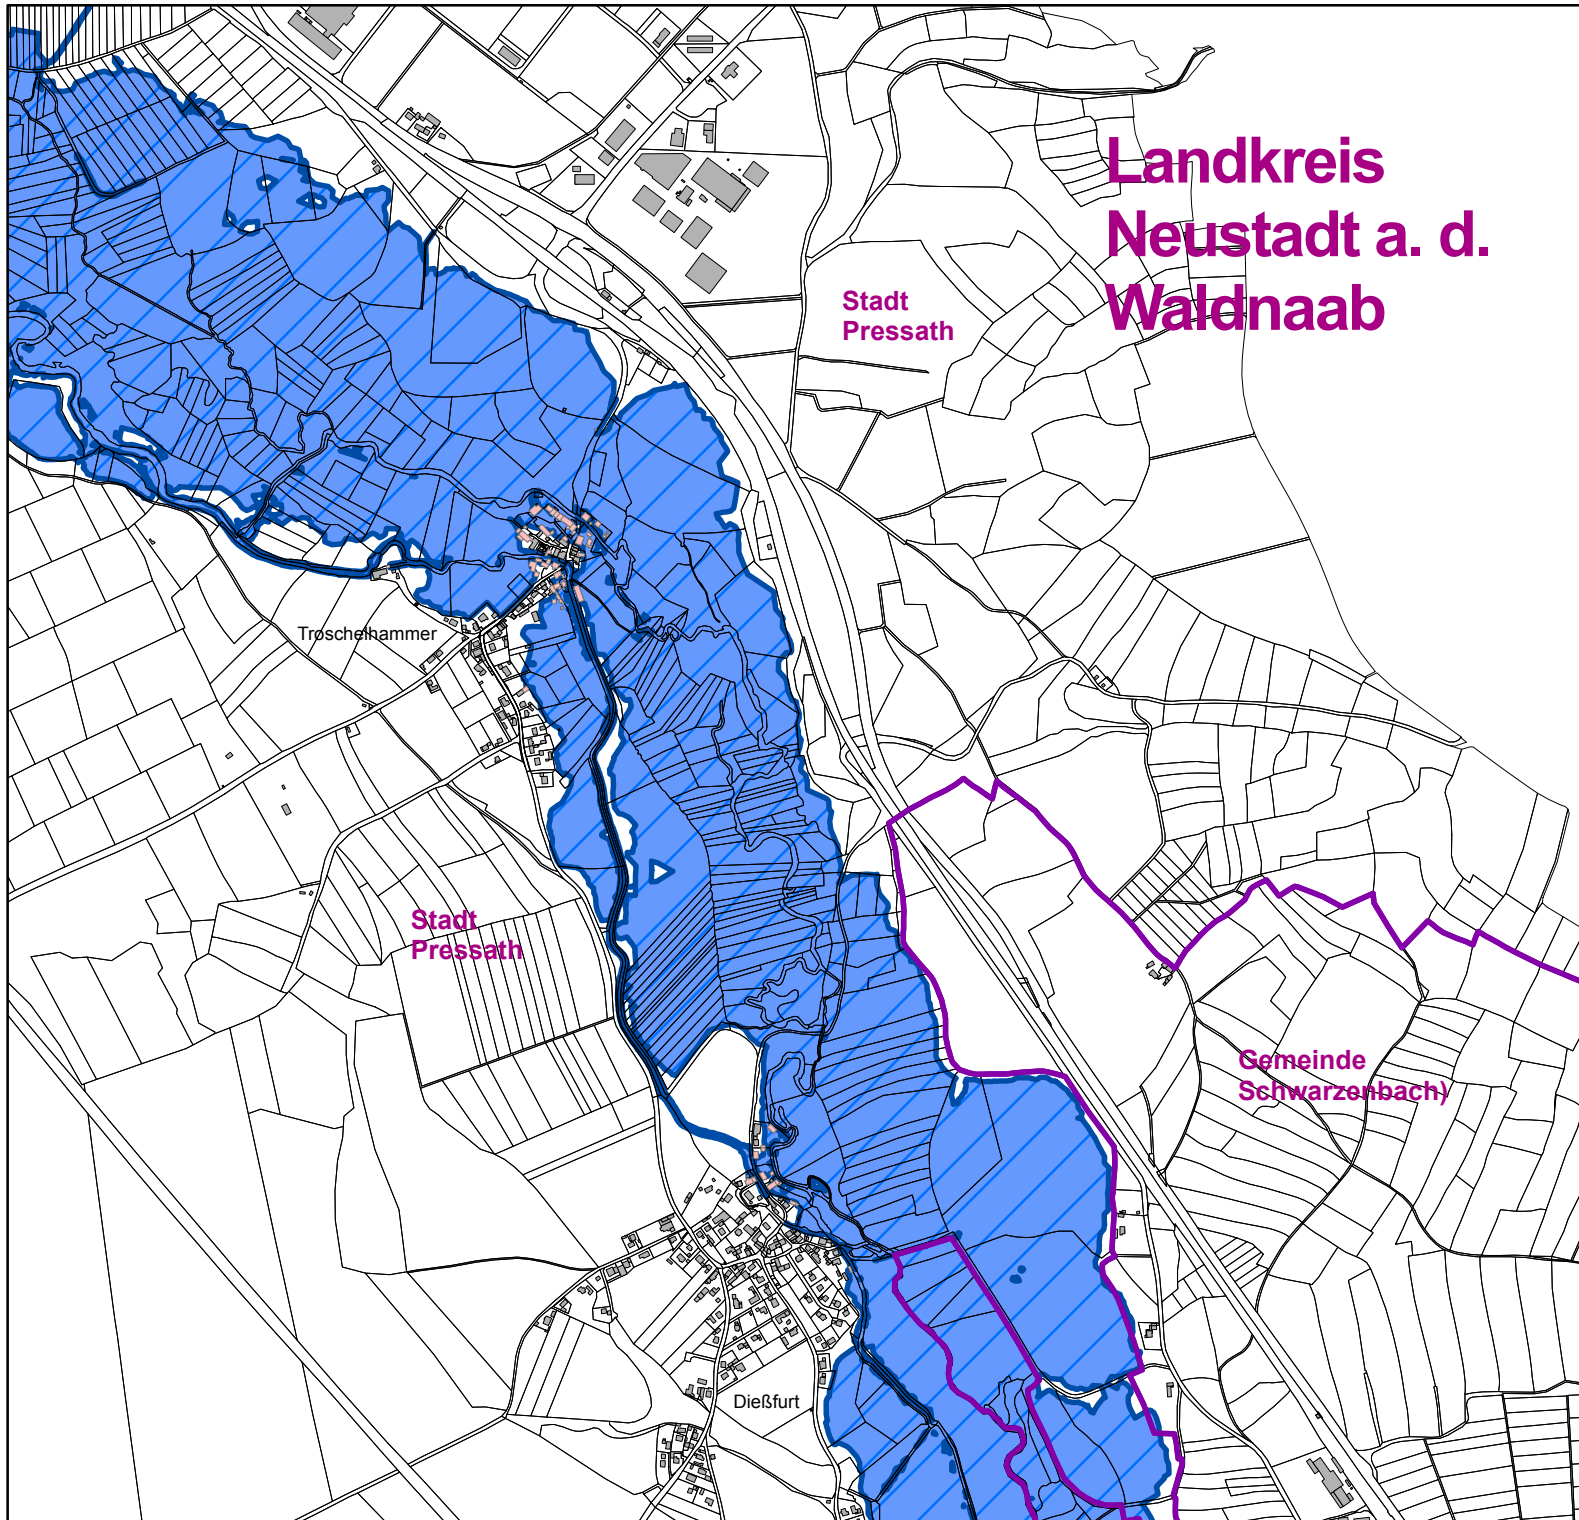 Landkreis
Neustadt a. d.
Waldnaab
Stadt
Pressath
Troschelhammer
Stadt
Pressath
Gemeinde
Schwarzenbach)
Dießfurt